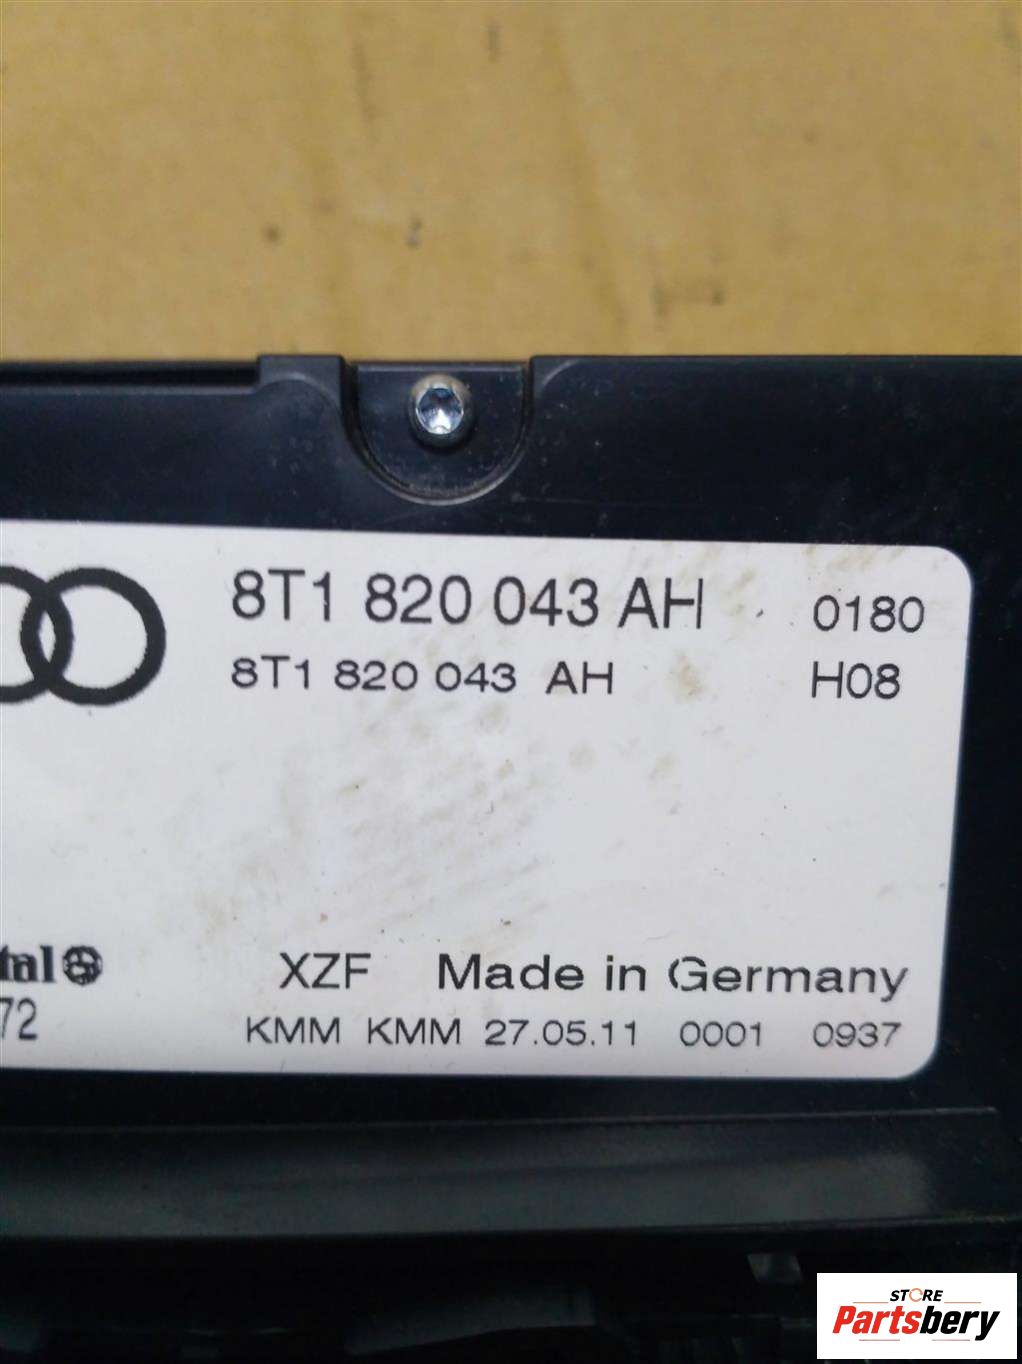 8T1 820 043 AH 0180
8T1 820 043 AH H08
XZF Made in Germany
72
KMM KMM 27.05.11 0001 0937
STORE
Partsbery